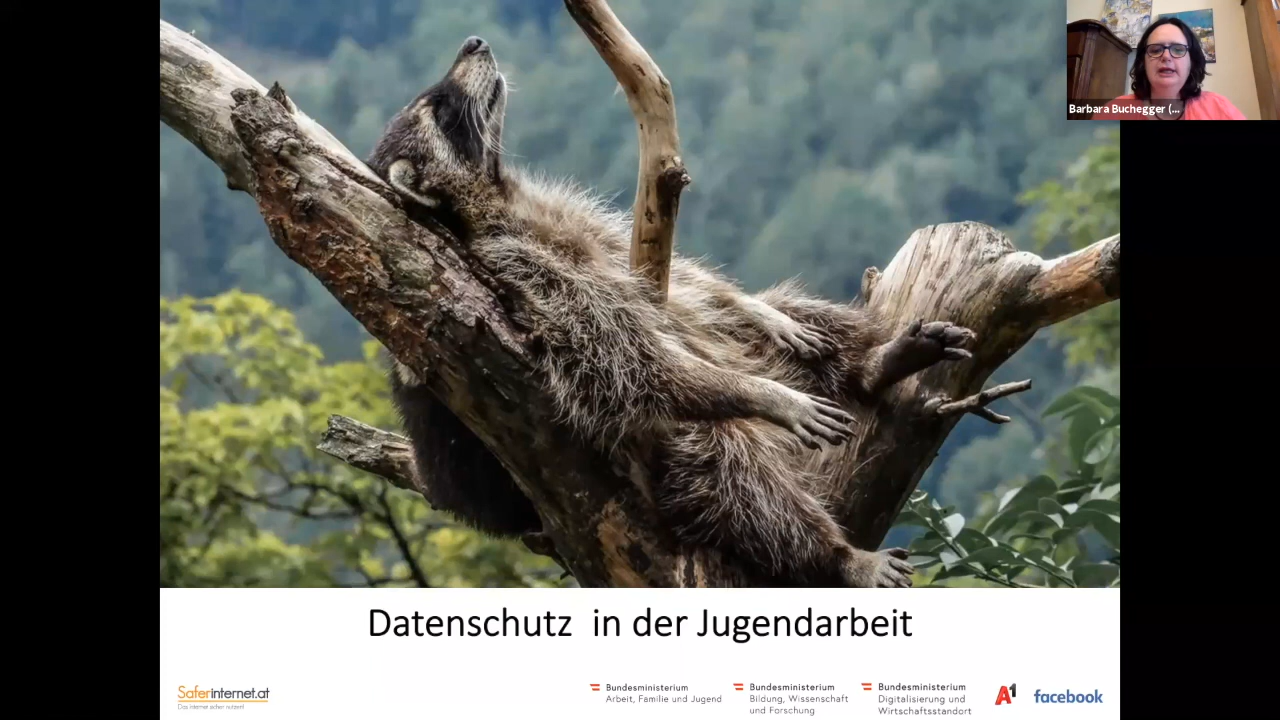 Barbara Buchegger (...
Datenschutz in der Jugendarbeit
Saferinternet.at
Das Internet sicher nutzen!
Bundesministerium
Arbeit, Familie und Jugend
Bundesministerium
Bildung, Wissenschaft
und Forschung
Bundesministerium
Digitalisierung und
Wirtschaftsstandort
A1
facebook